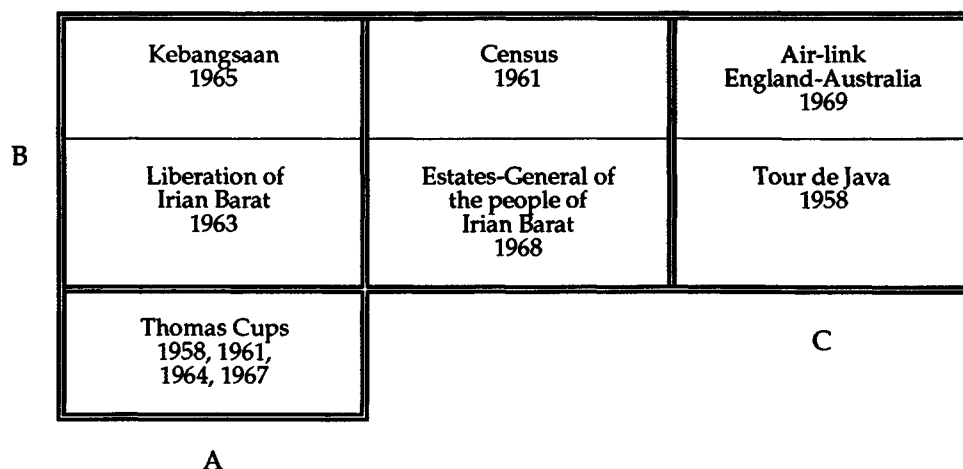 Kebangsaan
1965
Census
1961
Air-link
England-Australia
1969
B
Liberation of
Irian Barat
1963
Estates-General of
the people of
Irian Barat
1968
Tour de Java
1958
Thomas Cups
1958, 1961,
1964, 1967
C
A